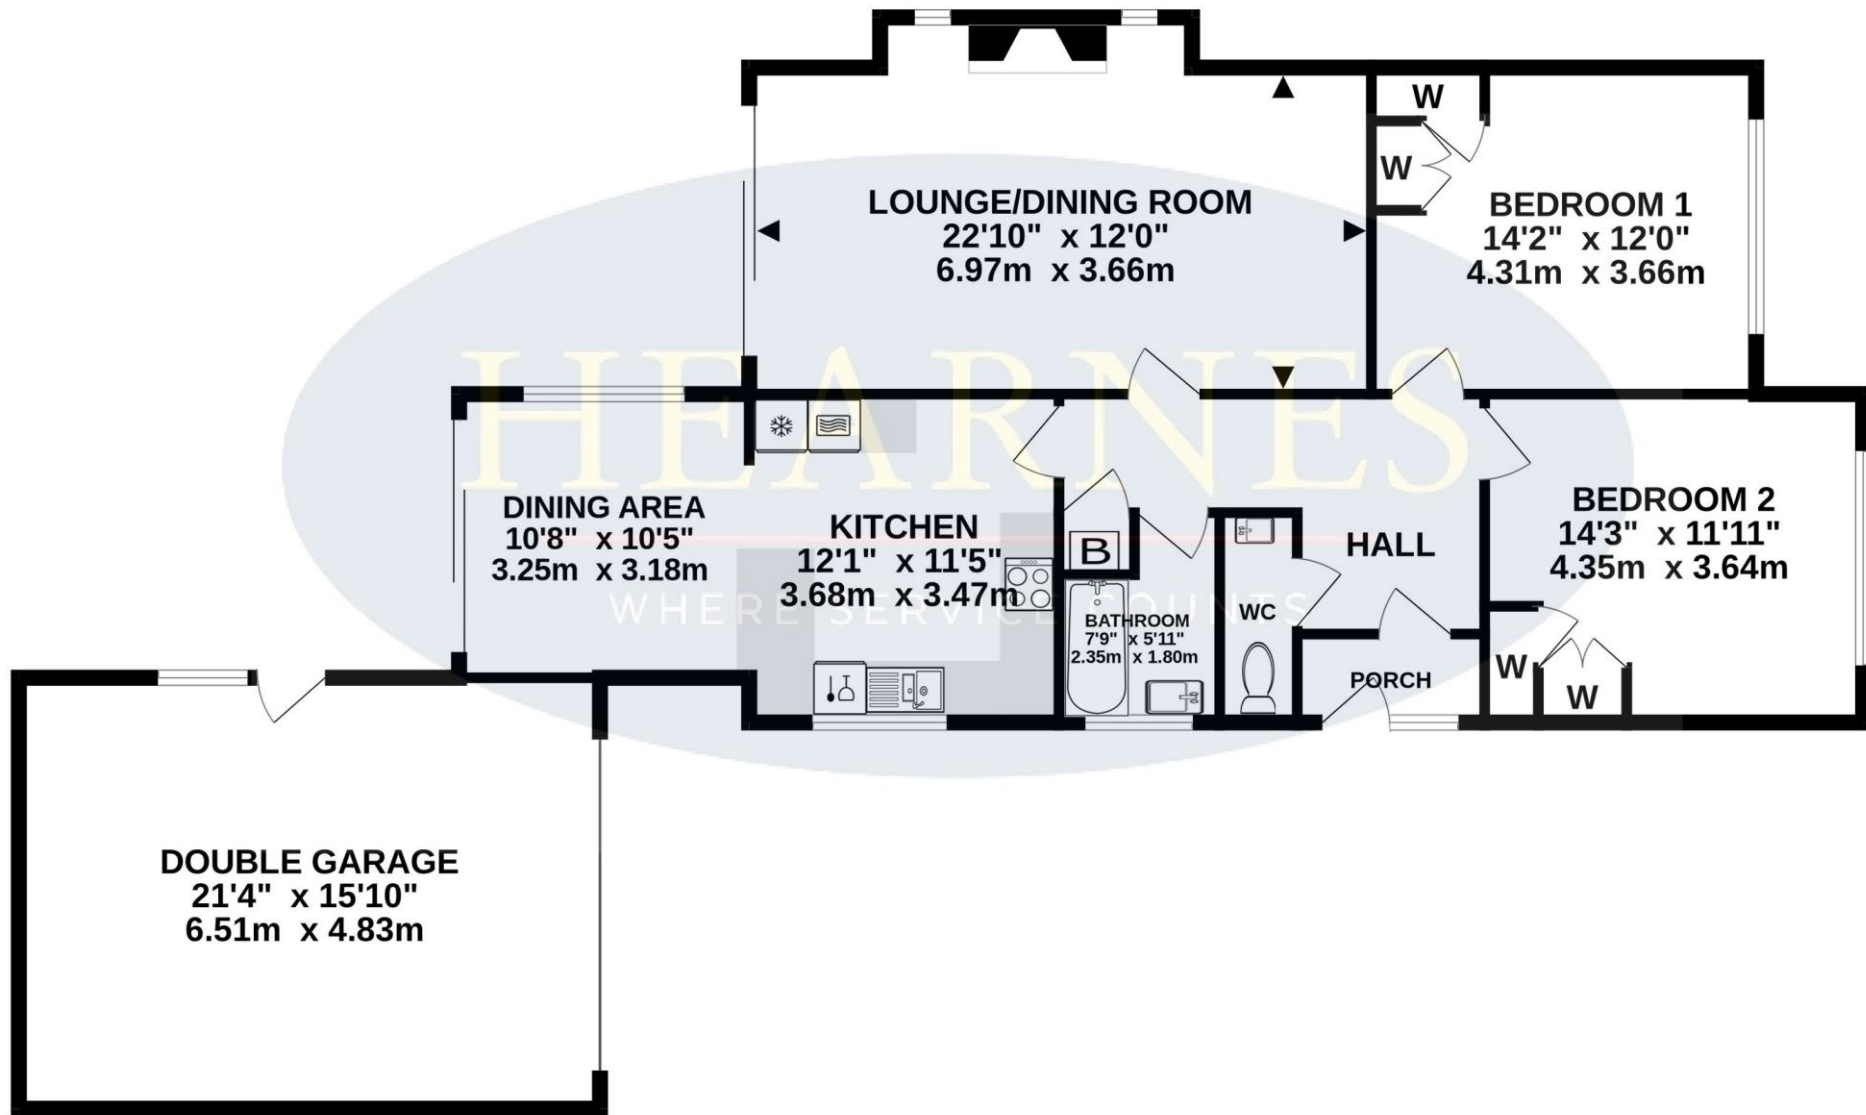 W
W
LOUNGE/DINING ROOM
22'10" x 12'0"
6.97m x 3.66m
BEDROOM 1
14'2" x 12'0"
4.31m x 3.66m
HEARNES
WHERE SERVICE COUNTS
DINING AREA
10'8" x 10'5"
3.25m x 3.18m
KITCHEN
12'1" x 11'5"
3.68m x 3.47m
B
HALL
BEDROOM 2
14'3" x 11'11"
4.35m x 3.64m
BATHROOM
7'9" x 5'11"
2.35m x 1.80m
WC
PORCH
W
W
DOUBLE GARAGE
21'4" x 15'10"
6.51m x 4.83m